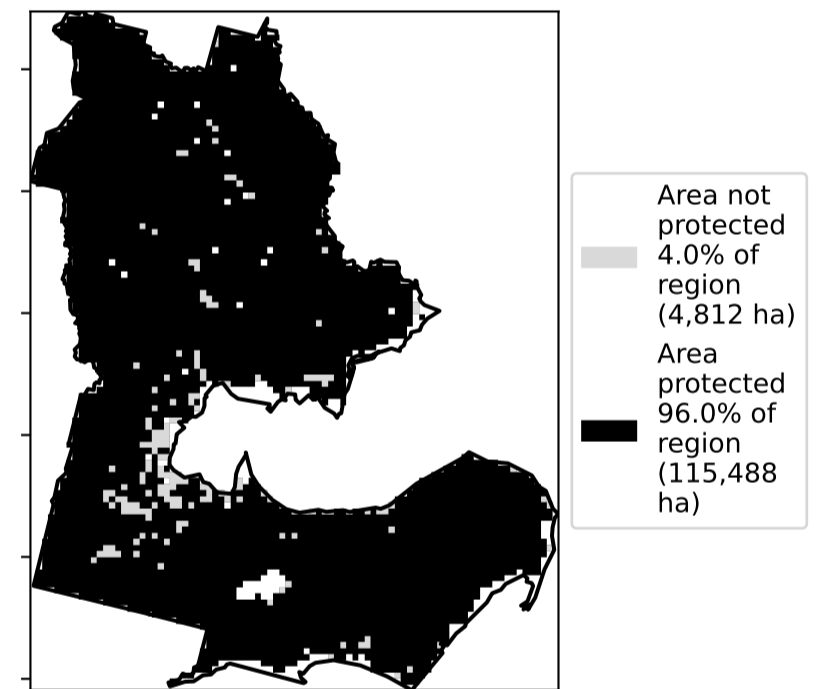 Area not
protected
4.0% of
region
(4,812 ha)
Area
protected
96.0% of
region
(115,488
ha)